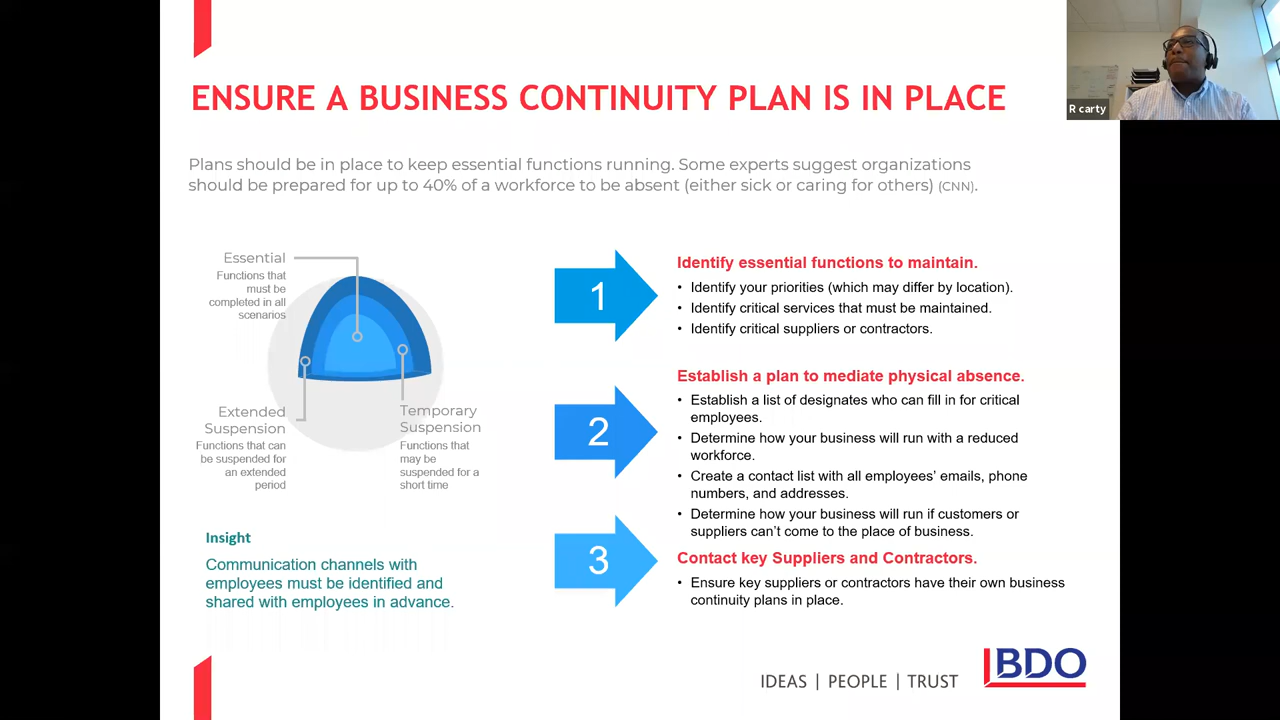 R carty
ENSURE A BUSINESS CONTINUITY PLAN IS IN PLACE
Plans should be in place to keep essential functions running. Some experts suggest organizations
should be prepared for up to 40% of a workforce to be absent (either sick or caring for others) (CNN).
Essential
Functions that
must be
completed in all
scenarios
Extended
Suspension
Functions that can
be suspended for
an extended
period
Temporary
Suspension
Functions that
may be
suspended for a
short time
Insight
Communication channels with
employees must be identified and
shared with employees in advance.
1
Identify essential functions to maintain.
• Identify your priorities (which may differ by location).
• Identify critical services that must be maintained.
• Identify critical suppliers or contractors.
2
Establish a plan to mediate physical absence.
• Establish a list of designates who can fill in for critical
employees.
• Determine how your business will run with a reduced
workforce.
• Create a contact list with all employees' emails, phone
numbers, and addresses.
• Determine how your business will run if customers or
suppliers can't come to the place of business.
3
Contact key Suppliers and Contractors.
• Ensure key suppliers or contractors have their own business
continuity plans in place.
IDEAS | PEOPLE | TRUST
BDO